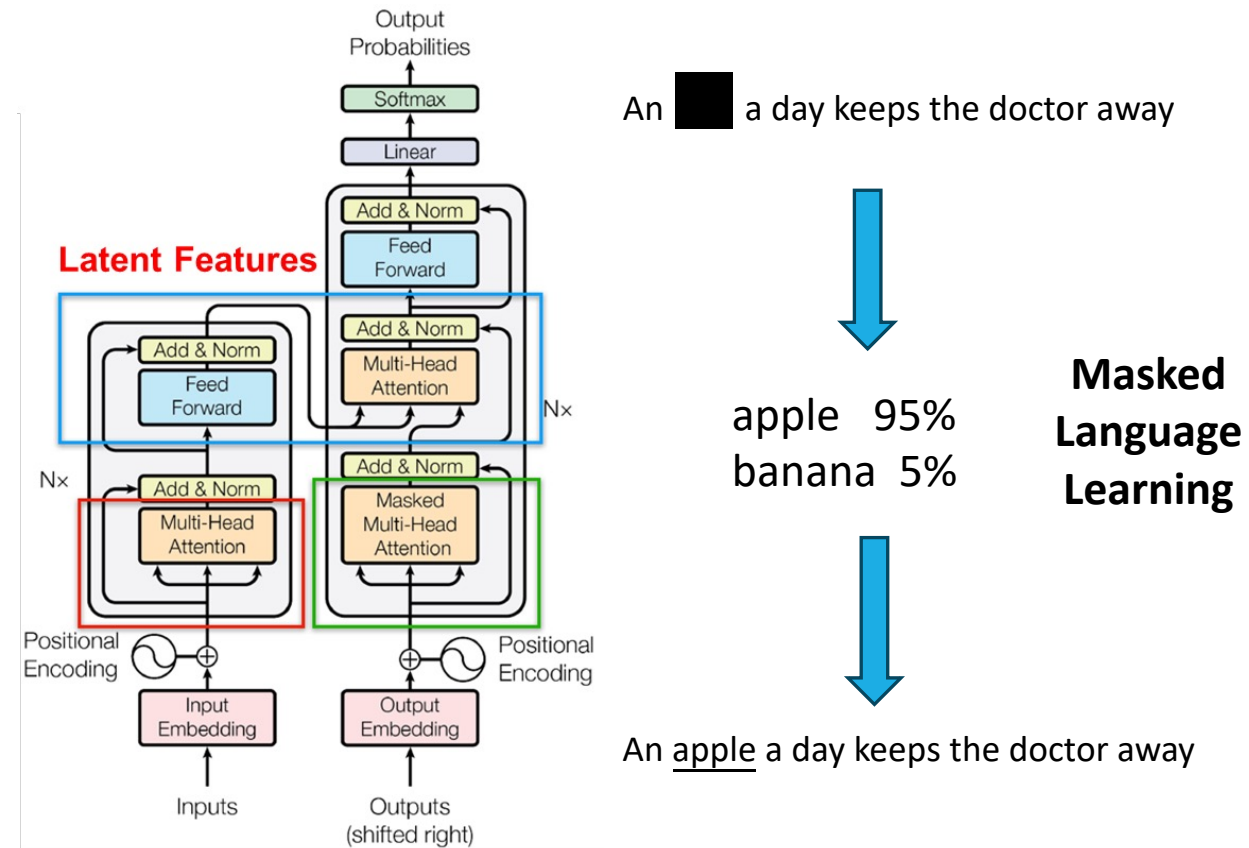 Output
Probabilities
Softmax
Linear
Add & Norm
Feed
Forward
Add & Norm
Multi-Head
Attention
Nx
Add & Norm
Masked
Multi-Head
Attention
Latent Features
Add & Norm
Feed
Forward
Nx
Add & Norm
Multi-Head
Attention
Positional
Encoding
Positional
Encoding
Input
Embedding
Output
Embedding
Inputs
Outputs
(shifted right)
An a day keeps the doctor away
apple 95%
banana 5%
Masked
Language
Learning
An apple a day keeps the doctor away